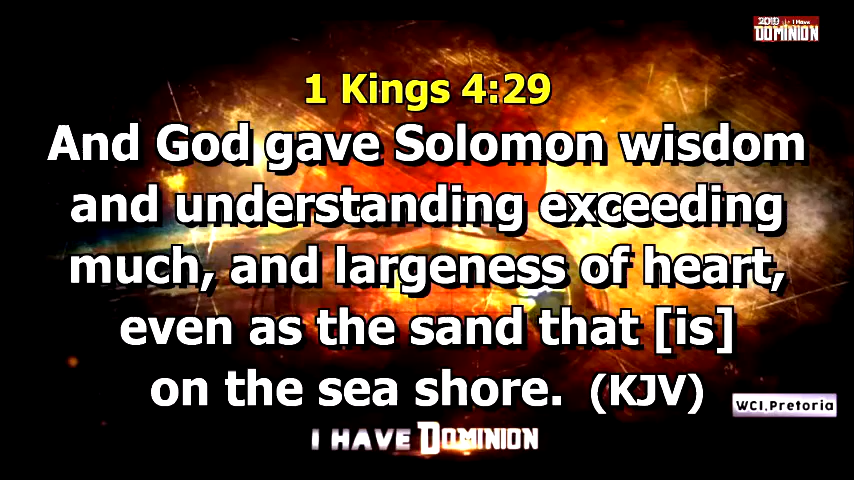 2019 I Have
DOMINION
1 Kings 4:29
And God gave Solomon wisdom
and understanding exceeding
much, and largeness of heart,
even as the sand that [is]
on the sea shore. (KJV)
WCI,Pretoria
I HAVE DOMINION